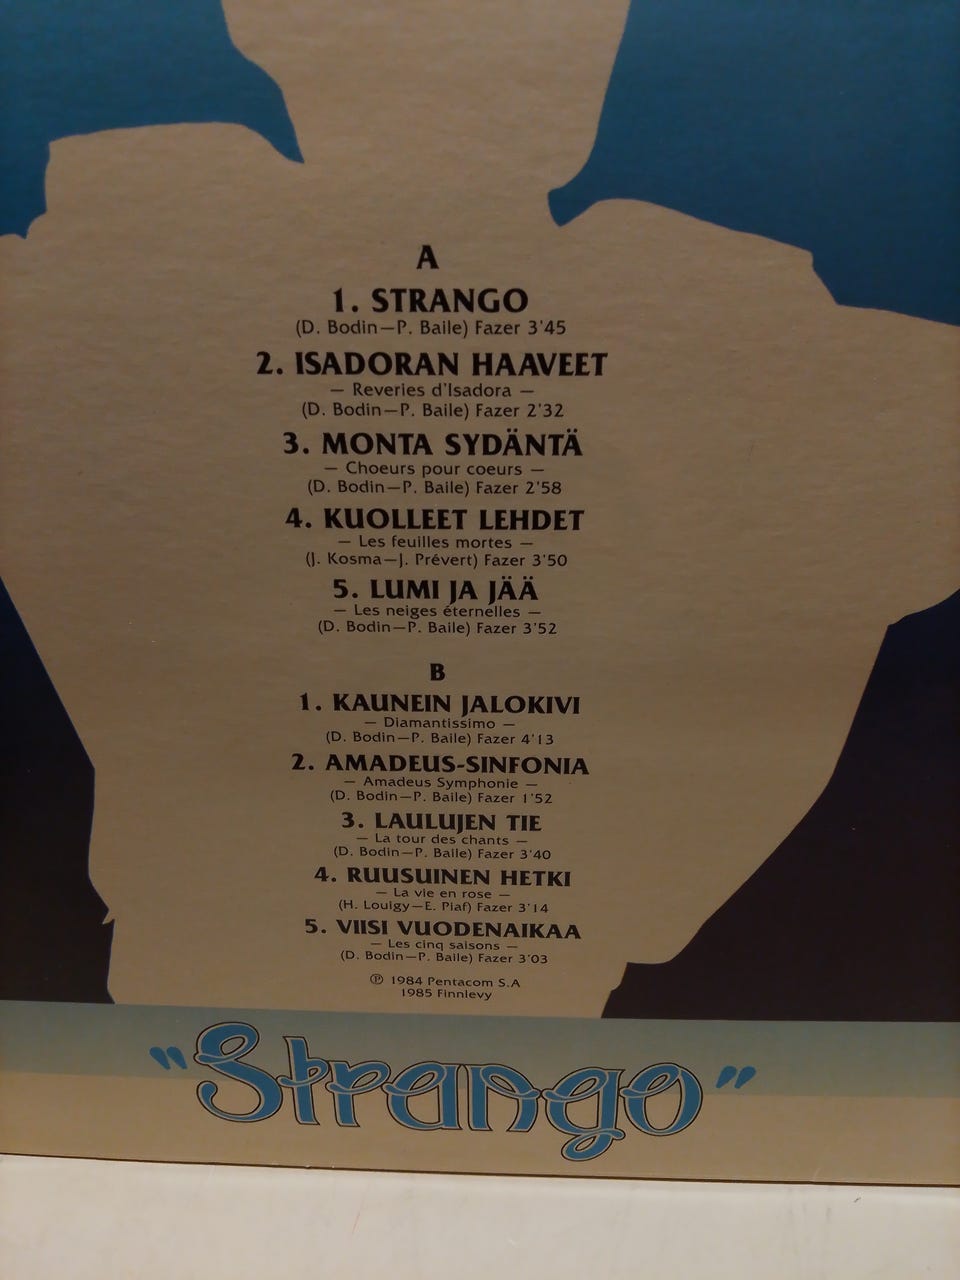 A
1. STRANGO
(D. Bodin—P. Baile) Fazer 3'45
2. ISADORAN HAAVEET
— Reveries d'Isadora —
(D. Bodin—P. Baile) Fazer 2'32
3. MONTA SYDÄNTÄ
— Choeurs pour coeurs —
(D. Bodin—P. Baile) Fazer 2'58
4. KUOLLEET LEHDET
— Les feuilles mortes —
(J. Kosma—J. Prévert) Fazer 3'50
5. LUMI JA JÄÄ
— Les neiges éternelles —
(D. Bodin—P. Baile) Fazer 3'52
B
1. KAUNEIN JALOKIVI
— Diamantissimo —
(D. Bodin—P. Baile) Fazer 4'13
2. AMADEUS-SINFONIA
— Amadeus Symphonie —
(D. Bodin—P. Baile) Fazer 1'52
3. LAULUJEN TIE
— La tour des chants —
(D. Bodin—P. Baile) Fazer 3'40
4. RUUSUINEN HETKI
— La vie en rose —
(H. Louigy—E. Piaf) Fazer 3'14
5. VIISI VUODENAIKAA
— Les cinq saisons —
(D. Bodin—P. Baile) Fazer 3'03
℗ 1984 Pentacom S.A
1985 Finnlevy
"Strango"